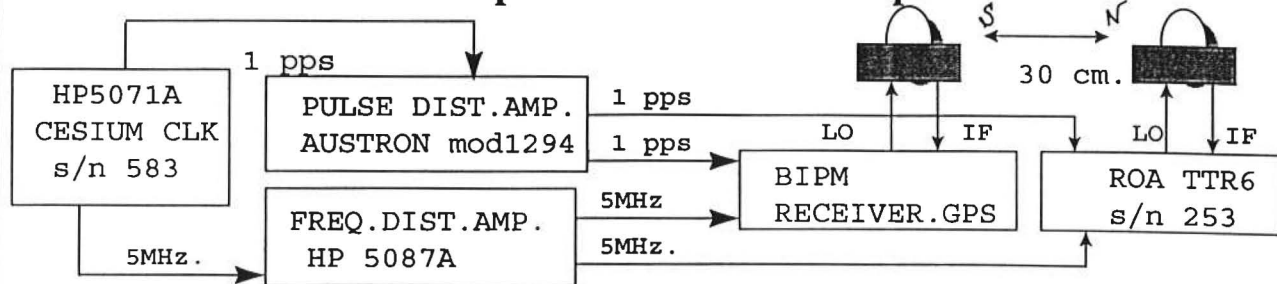 S N
30 cm.
1 pps
HP5071A
CESIUM CLK
s/n 583
PULSE DIST.AMP.
AUSTRON mod1294
1 pps
1 pps
LO IF
LO IF
BIPM
RECEIVER.GPS
ROA TTR6
s/n 253
FREQ.DIST.AMP.
HP 5087A
5MHz
5MHz.
5MHz.